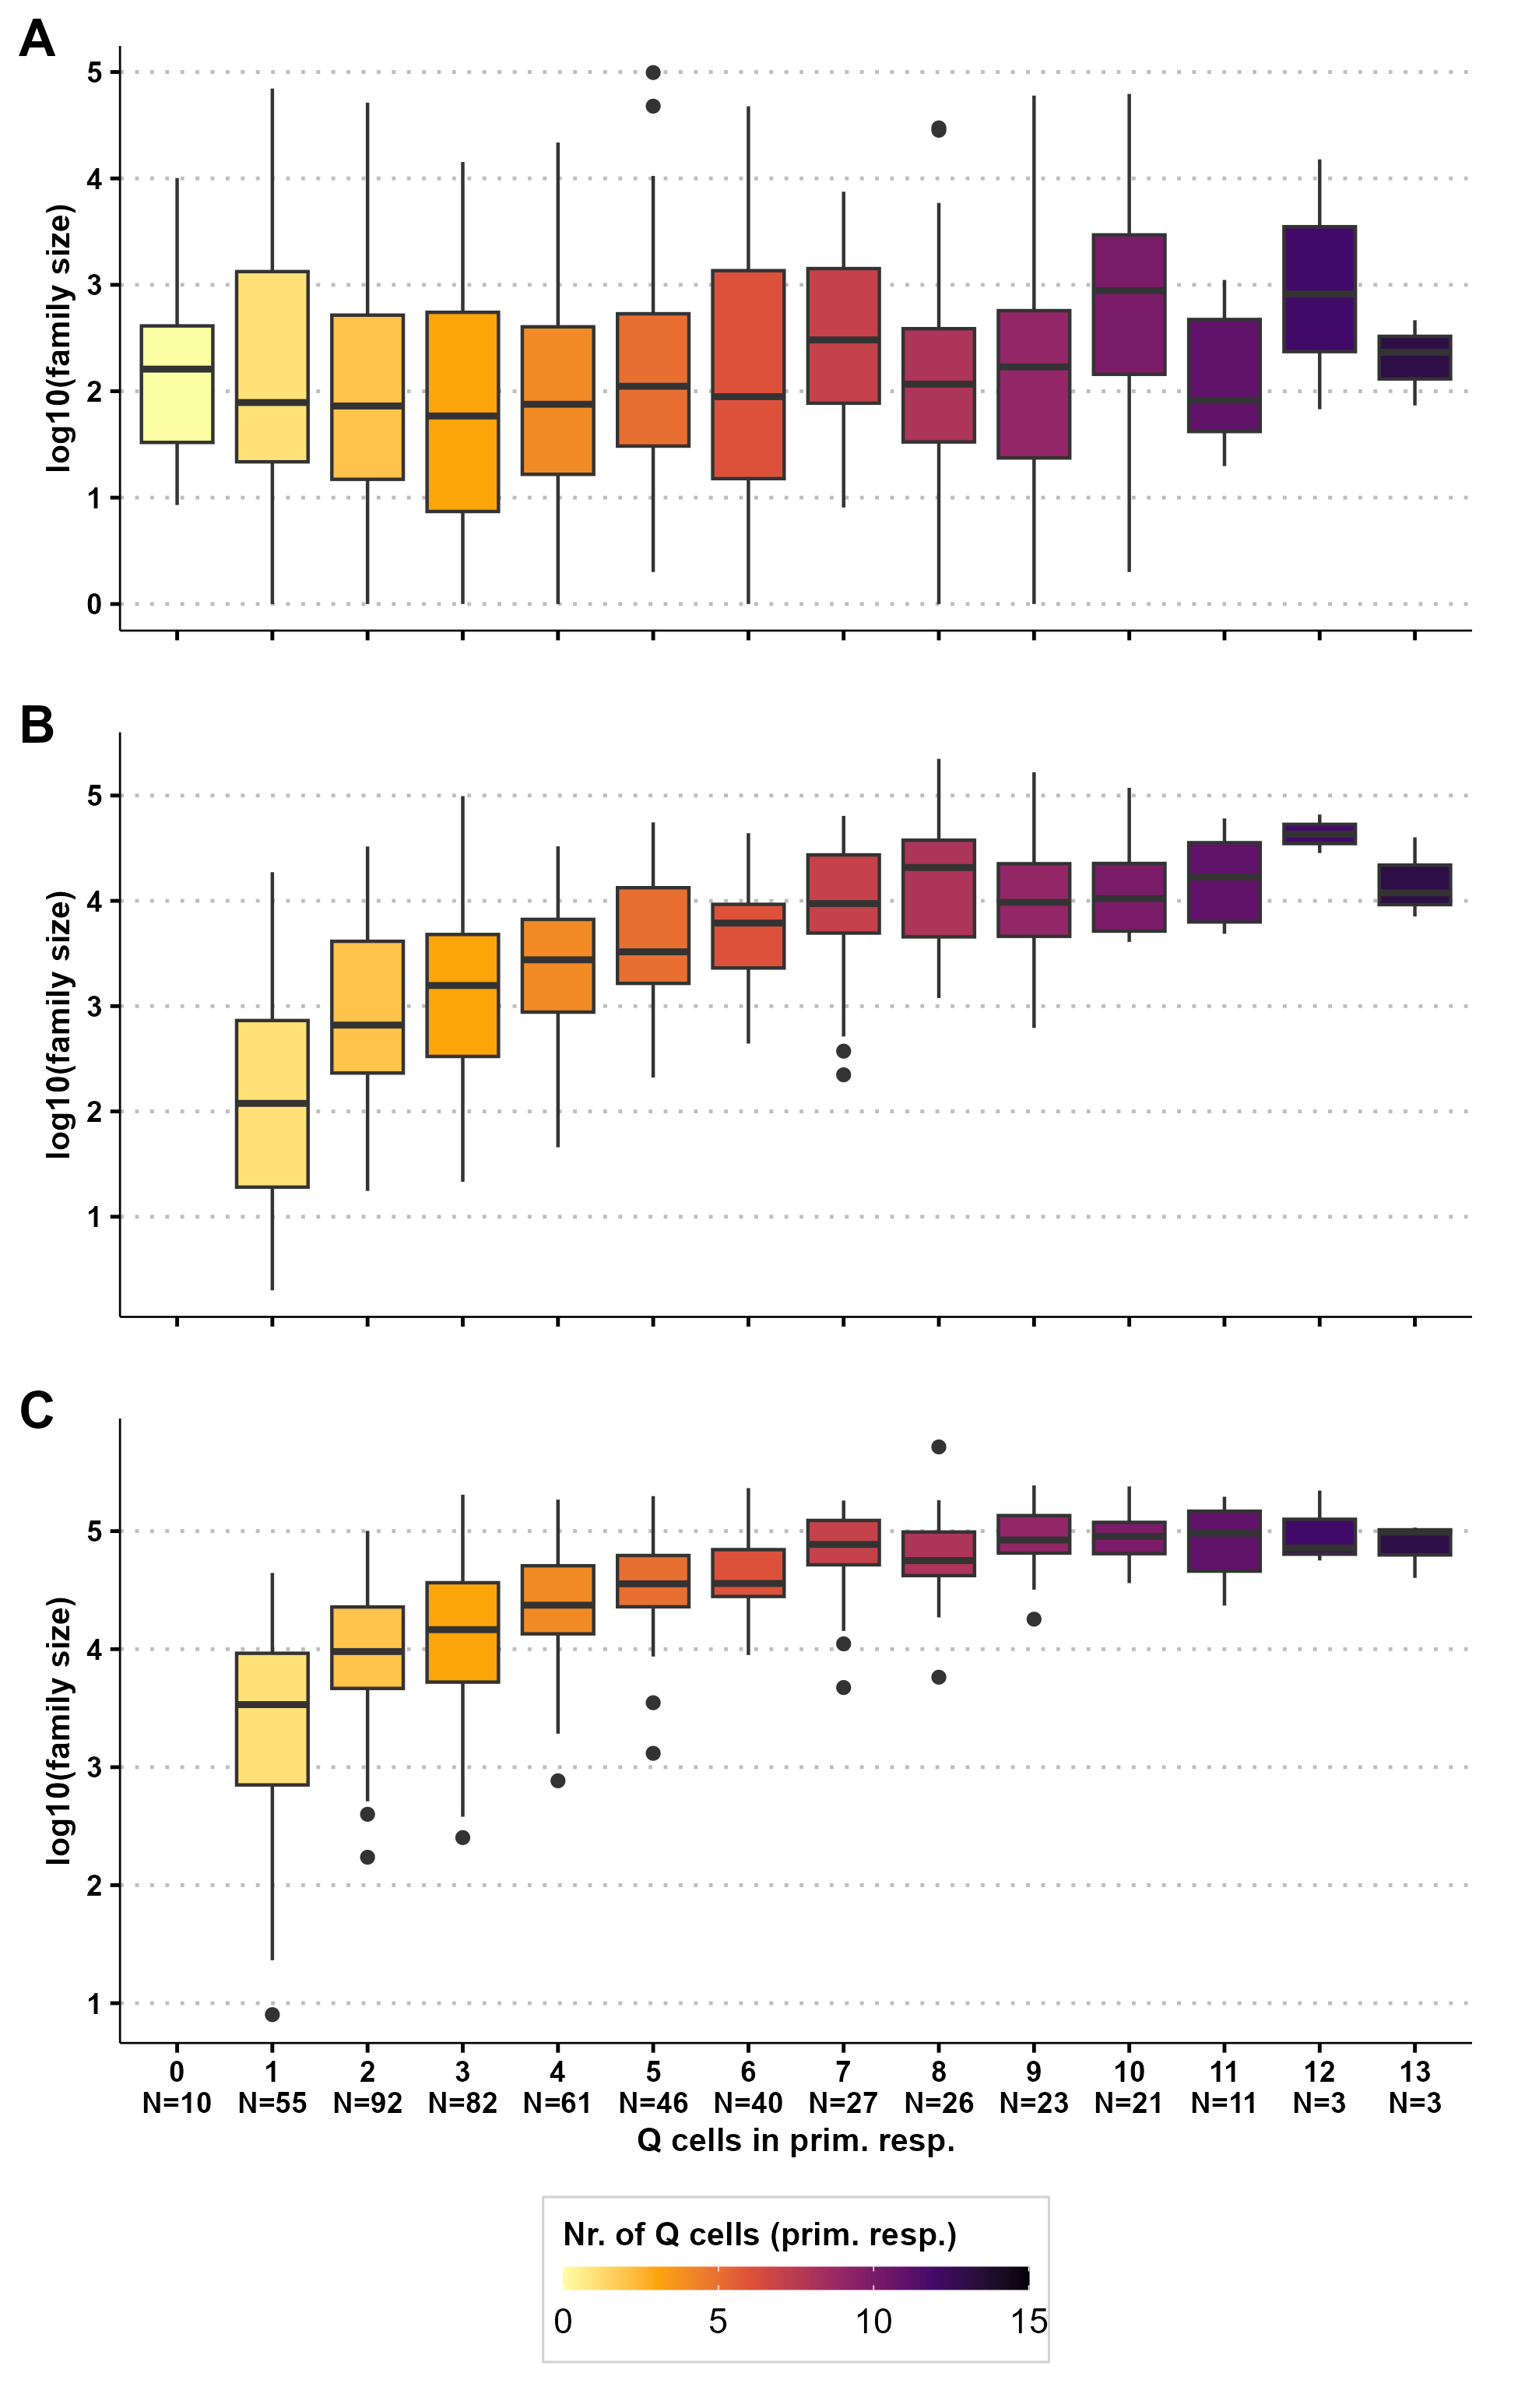 A
log10(family size)
5
4
3
2
1
0
B
log10(family size)
5
4
3
2
1
C
log10(family size)
5
4
3
2
1
0 1 2 3 4 5 6 7 8 9 10 11 12 13
N=10 N=55 N=92 N=82 N=61 N=46 N=40 N=27 N=26 N=23 N=21 N=11 N=3 N=3
Q cells in prim. resp.
Nr. of Q cells (prim. resp.)
0 5 10 15